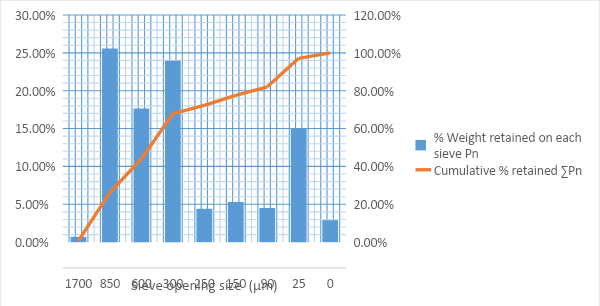 30.00%
25.00%
20.00%
15.00%
10.00%
5.00%
0.00%
120.00%
100.00%
80.00%
60.00%
40.00%
20.00%
0.00%
1700 850 600 300 250 150 90 25 0
Sieve opening size (µm)
% Weight retained on each
sieve Pn
Cumulative % retained ∑Pn